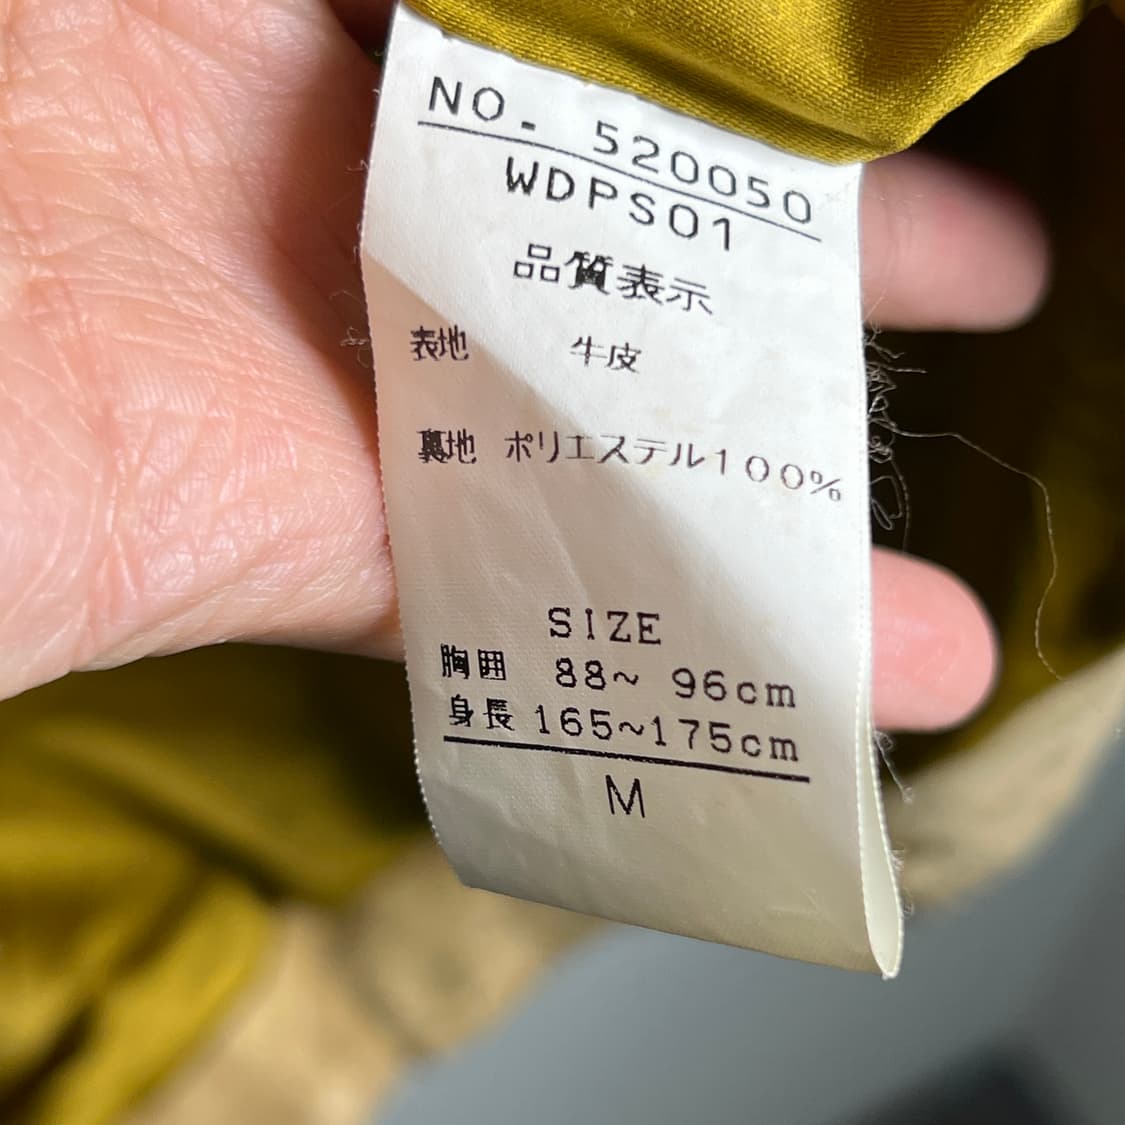 NO. 520050
WDPS01
品質表示
表地 牛皮
裏地 ポリエステル100%
SIZE
胸囲 88~ 96cm
身長 165~175cm
M